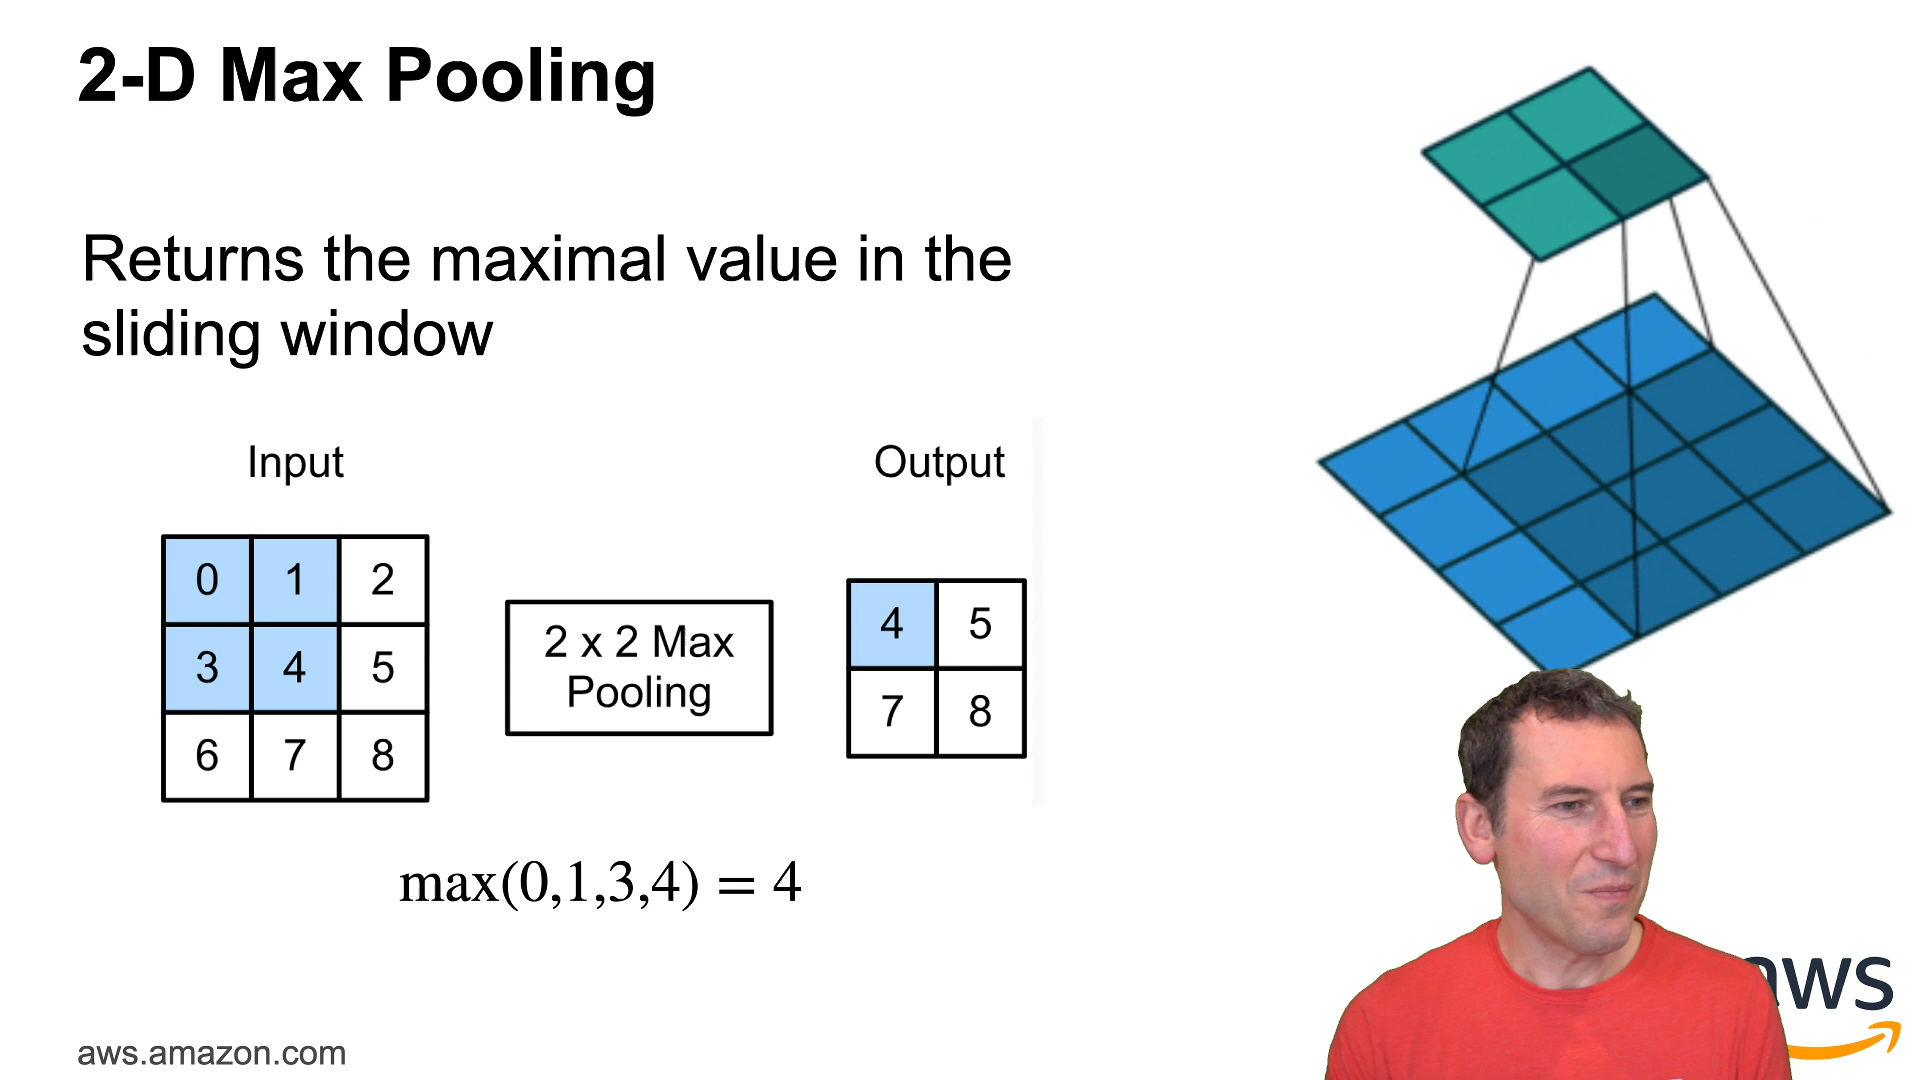 2-D Max Pooling
Returns the maximal value in the
sliding window
Input
Output
0 1 2
3 4 5
6 7 8
2 x 2 Max
Pooling
4 5
7 8
max(0,1,3,4) = 4
aws
aws.amazon.com